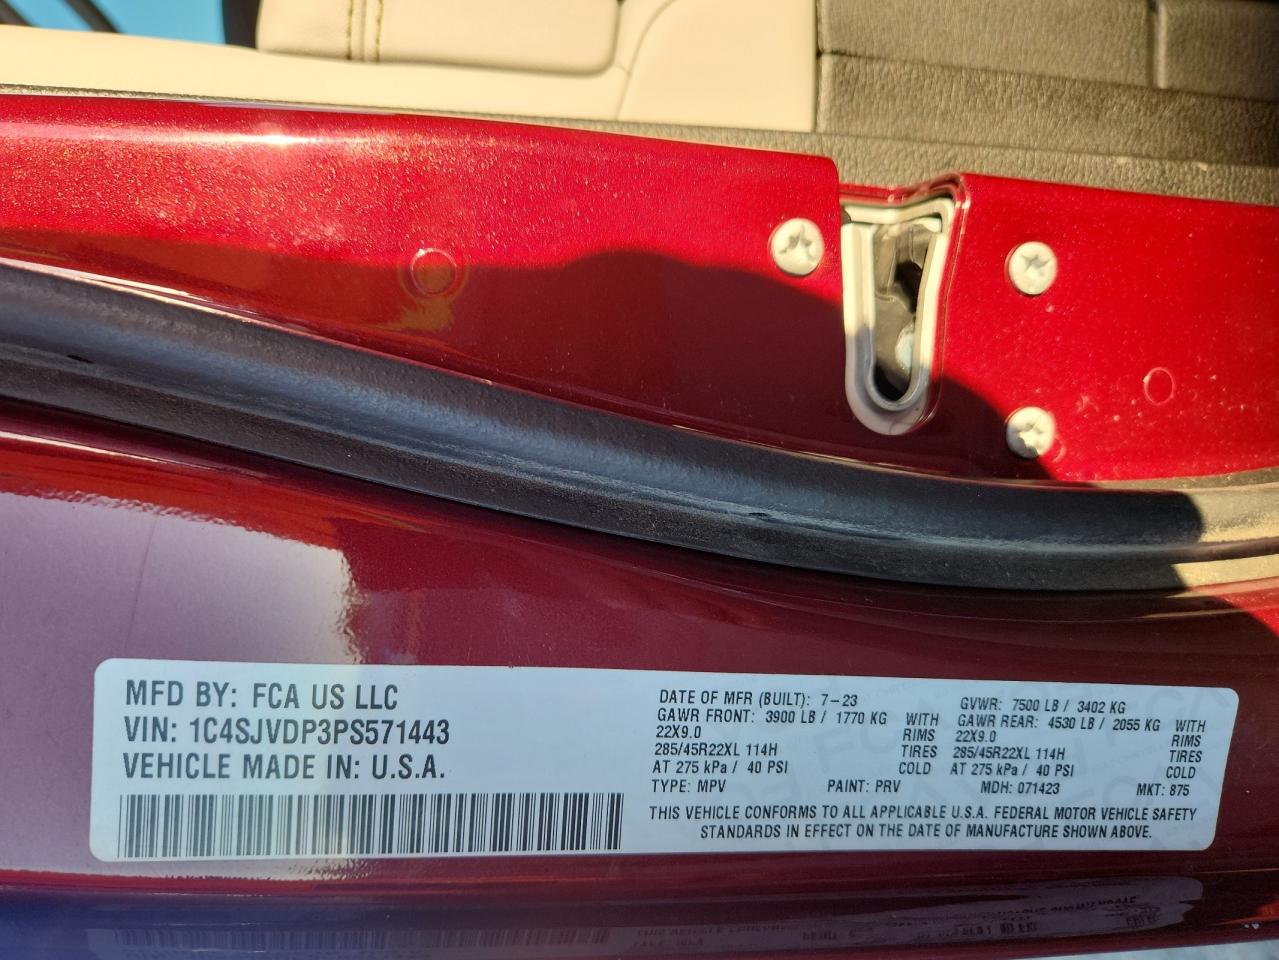 MFD BY: FCA US LLC
VIN: 1C4SJVDP3PS571443
VEHICLE MADE IN: U.S.A.
DATE OF MFR (BUILT): 7-23 GVWR: 7500 LB / 3402 KG
GAWR FRONT: 3900 LB / 1770 KG WITH GAWR REAR: 4530 LB / 2055 KG WITH
22X9.0 RIMS 22X9.0 RIMS
285/45R22XL 114H TIRES 285/45R22XL 114H TIRES
AT 275 kPa / 40 PSI COLD AT 275 kPa / 40 PSI COLD
TYPE: MPV PAINT: PRV MDH: 071423 MKT: 875
THIS VEHICLE CONFORMS TO ALL APPLICABLE U.S.A. FEDERAL MOTOR VEHICLE SAFETY
STANDARDS IN EFFECT ON THE DATE OF MANUFACTURE SHOWN ABOVE.